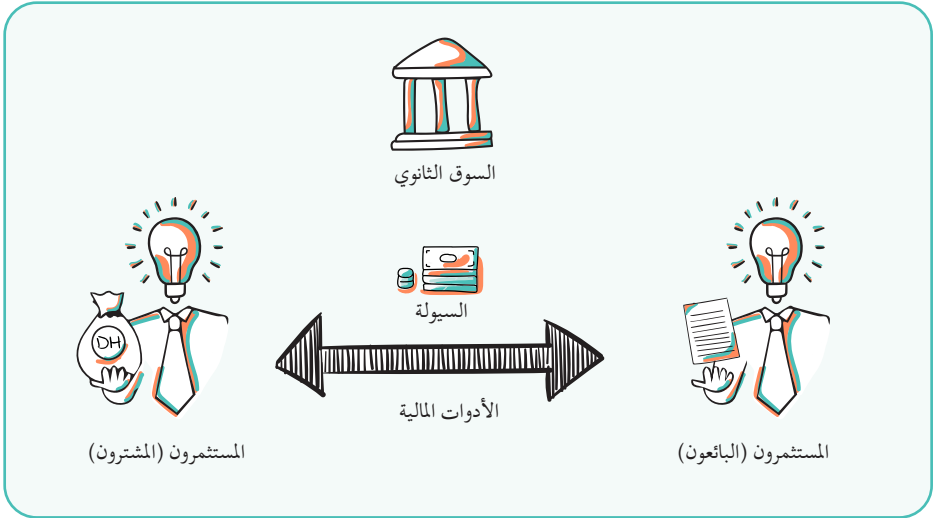 السوق الثانوي
السيولة
DH
الأدوات المالية
المستثمرون (البائعون)
المستثمرون (المشترون)